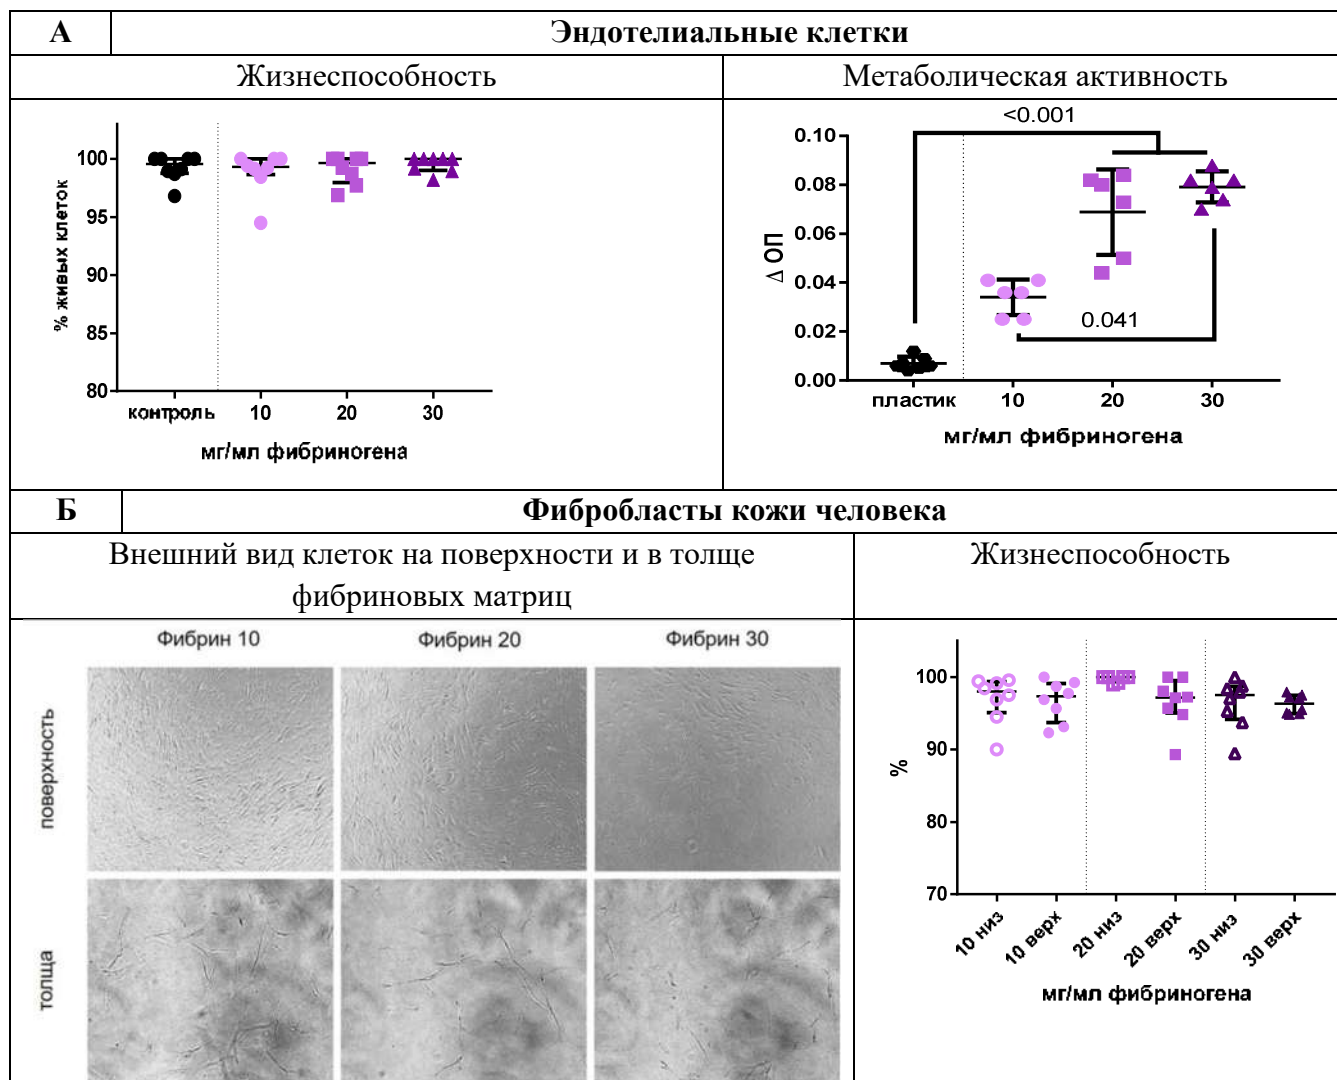 А
Эндотелиальные клетки
Жизнеспособность
Метаболическая активность
% живых клеток
100
95
90
85
80
контроль
10
20
30
мг/мл фибриногена
<0.001
Δ ОП
0.10
0.08
0.06
0.04
0.02
0.00
0.041
пластик
10
20
30
мг/мл фибриногена
Б
Фибробласты кожи человека
Внешний вид клеток на поверхности и в толще
фибриновых матриц
Жизнеспособность
Фибрин 10
Фибрин 20
Фибрин 30
поверхность
толща
%
100
90
80
70
10 низ
10 верх
20 низ
20 верх
30 низ
30 верх
мг/мл фибриногена